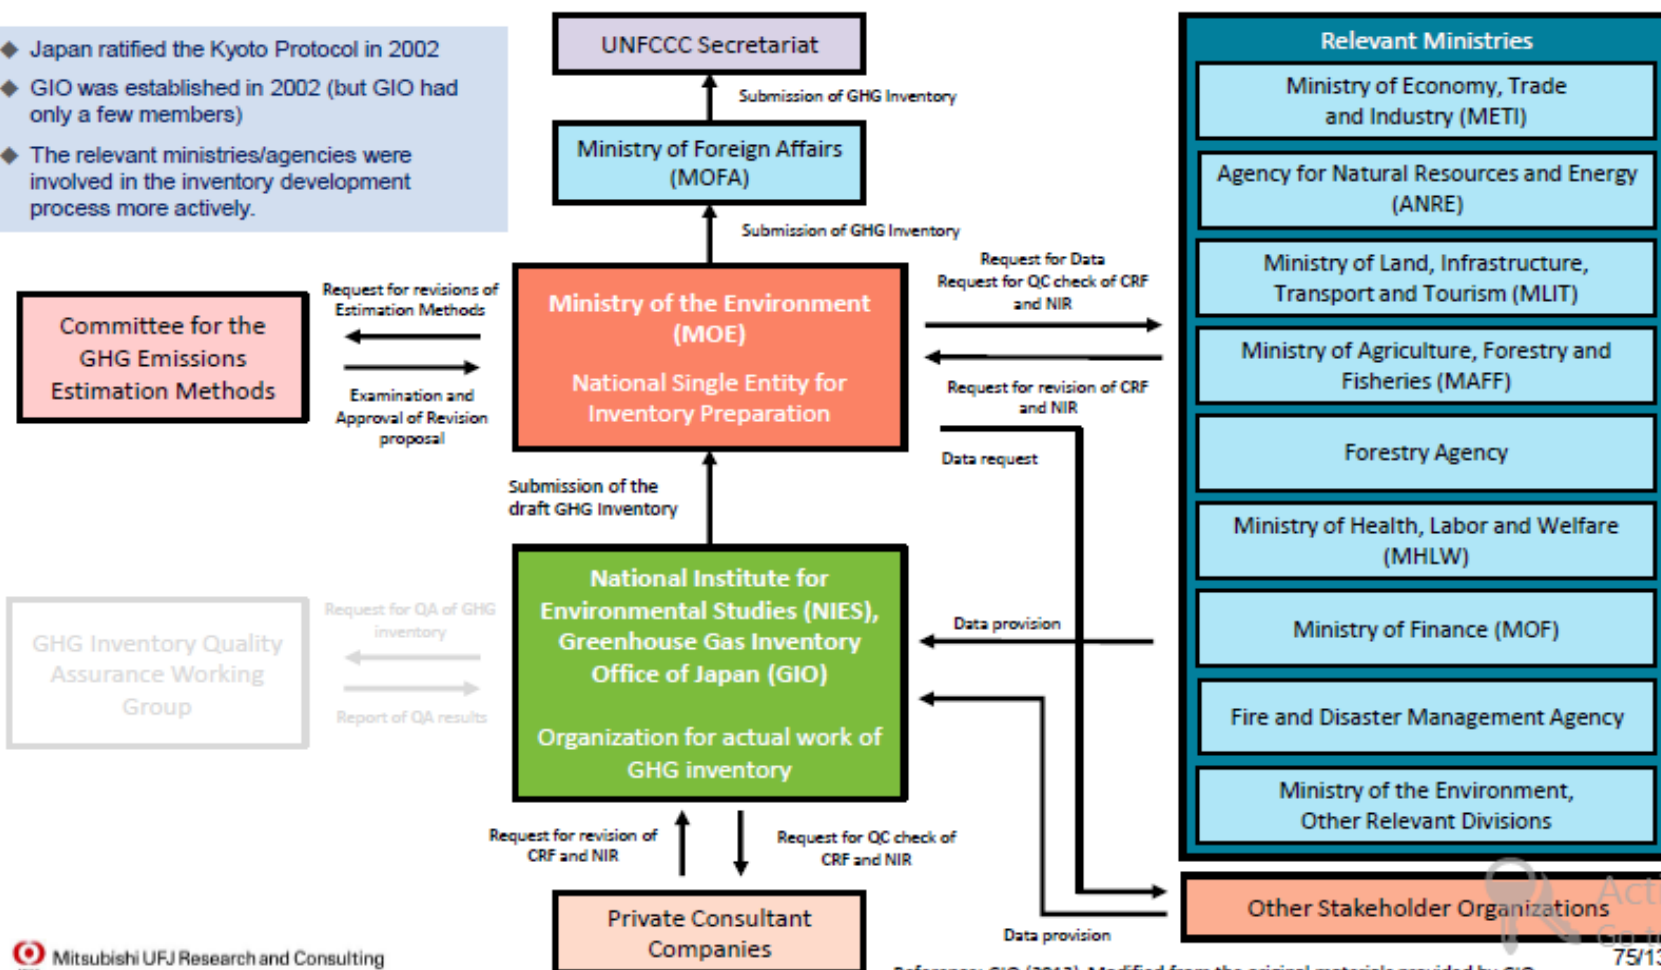 ◆ Japan ratified the Kyoto Protocol in 2002
◆ GIO was established in 2002 (but GIO had
only a few members)
◆ The relevant ministries/agencies were
involved in the inventory development
process more actively.
UNFCCC Secretariat
Submission of GHG Inventory
Ministry of Foreign Affairs
(MOFA)
Submission of GHG Inventory
Committee for the
GHG Emissions
Estimation Methods
Request for revisions of
Estimation Methods
Examination and
Approval of Revision
proposal
Ministry of the Environment
(MOE)
National Single Entity for
Inventory Preparation
Request for Data
Request for QC check of CRF
and NIR
Request for revision of CRF
and NIR
Data request
Submission of the
draft GHG Inventory
GHG Inventory Quality
Assurance Working
Group
Request for QA of GHG
inventory
Report of QA results
National Institute for
Environmental Studies (NIES),
Greenhouse Gas Inventory
Office of Japan (GIO)
Organization for actual work of
GHG inventory
Data provision
Request for revision of
CRF and NIR
Request for QC check of
CRF and NIR
Private Consultant
Companies
Data provision
Relevant Ministries
Ministry of Economy, Trade
and Industry (METI)
Agency for Natural Resources and Energy
(ANRE)
Ministry of Land, Infrastructure,
Transport and Tourism (MLIT)
Ministry of Agriculture, Forestry and
Fisheries (MAFF)
Forestry Agency
Ministry of Health, Labor and Welfare
(MHLW)
Ministry of Finance (MOF)
Fire and Disaster Management Agency
Ministry of the Environment,
Other Relevant Divisions
Other Stakeholder Organizations
Mitsubishi UFJ Research and Consulting
75/13